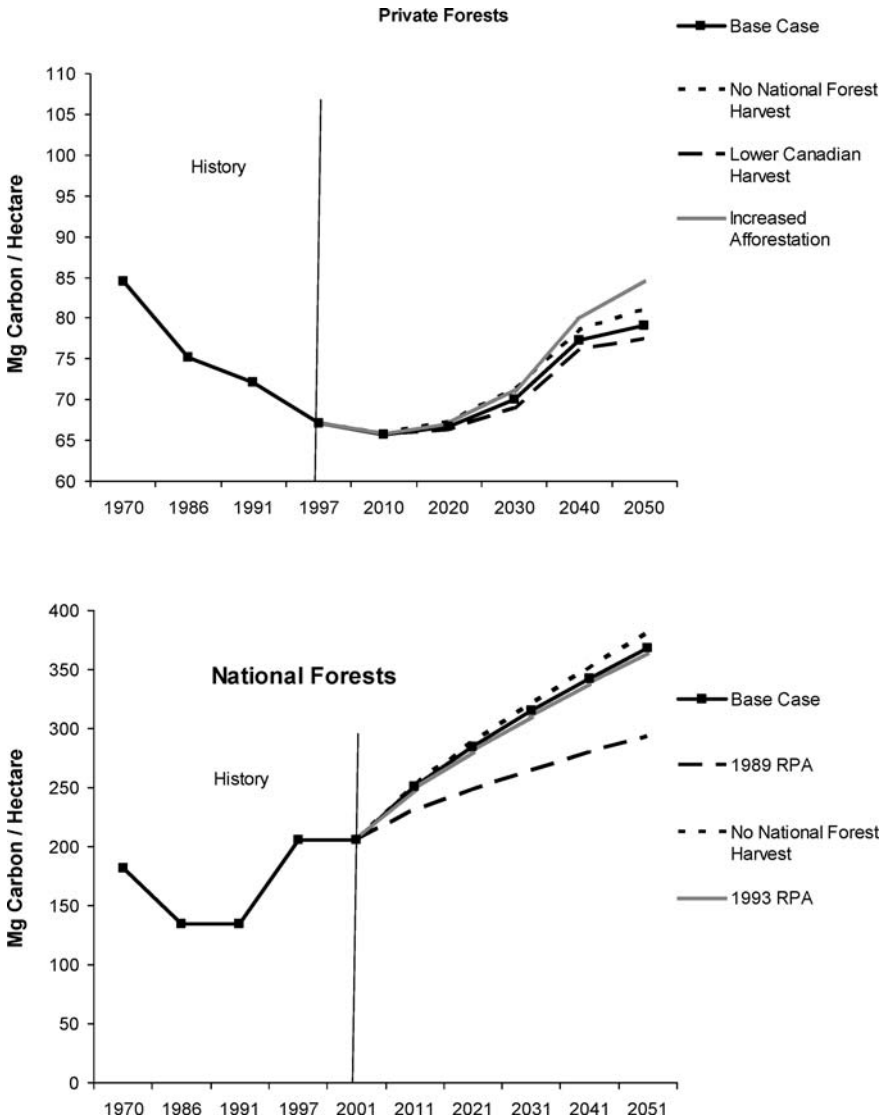 Private Forests
Base Case
No National Forest
Harvest
Lower Canadian
Harvest
Increased
Afforestation
History
Mg Carbon / Hectare
110
105
100
95
90
85
80
75
70
65
60
1970 1986 1991 1997 2010 2020 2030 2040 2050
National Forests
History
Mg Carbon / Hectare
400
350
300
250
200
150
100
50
0
1970 1986 1991 1997 2001 2011 2021 2031 2041 2051
Base Case
1989 RPA
No National Forest
Harvest
1993 RPA